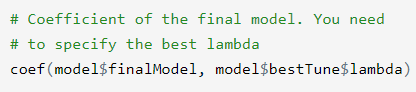 # Coefficient of the final model. You need
# to specify the best lambda
coef(model$finalModel, model$bestTune$lambda)